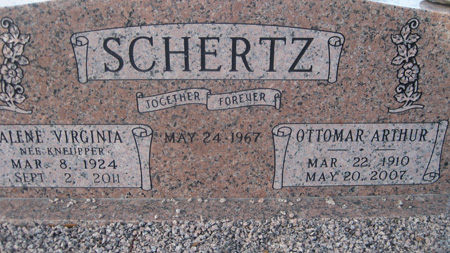 SCHERTZ
TOGETHER FOREVER
ALENE VIRGINIA
NEE KNEUPPER
MAR. 8, 1924
SEPT. 2, 2011
MAY 24, 1967
OTTOMAR ARTHUR
MAR. 22, 1910
MAY 20, 2007